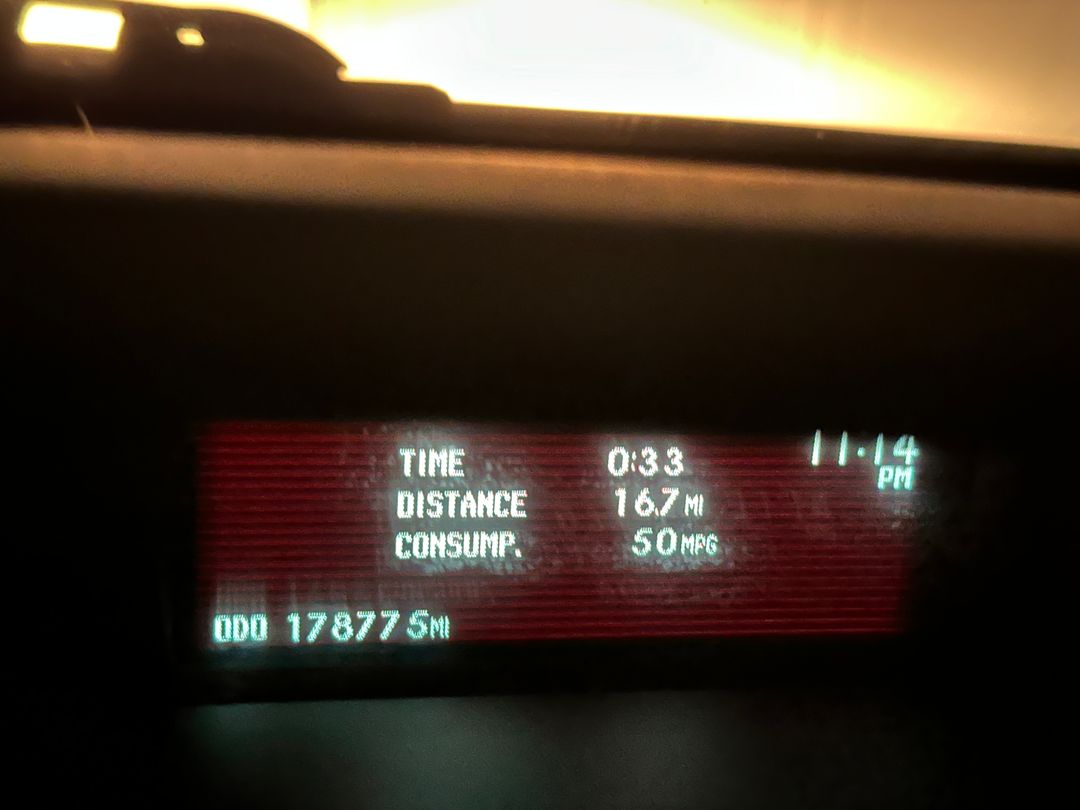 11:14
TIME 0:33
PM
DISTANCE 16.7 MI
CONSUMP. 50 MPG
ODO 178775 MI